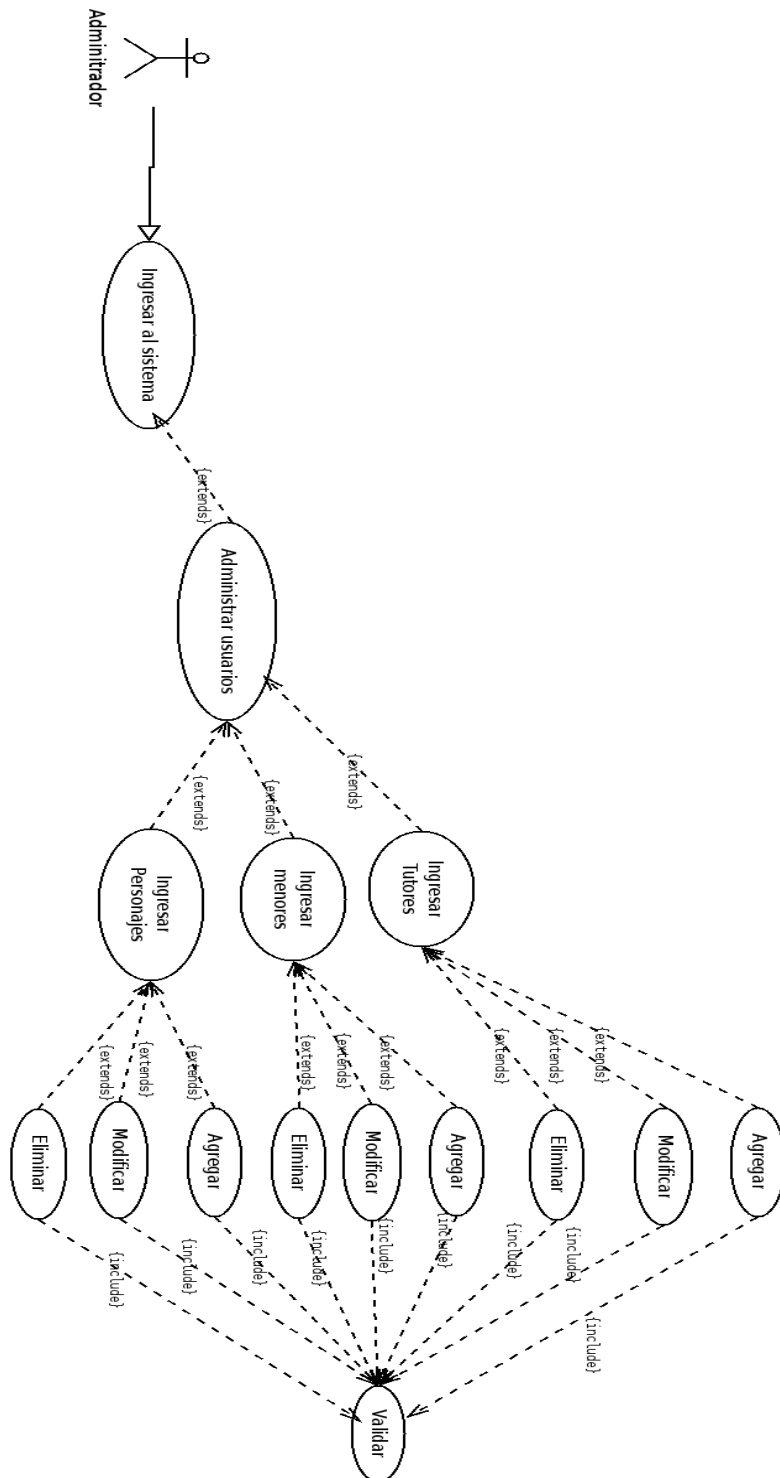 Adminitrador
Ingresar al sistema
{extends}
Administrar usuarios
{extends}
{extends}
{extends}
Ingresar
Tutores
Ingresar
menores
Ingresar
Personajes
{extends}
{extends}
{extends}
{extends}
{extends}
{extends}
{extends}
{extends}
{extends}
Agregar
Modificar
Eliminar
Agregar
Modificar
Eliminar
Agregar
Modificar
Eliminar
{include}
{include}
{include}
{include}
{include}
{include}
{include}
{include}
{include}
Validar